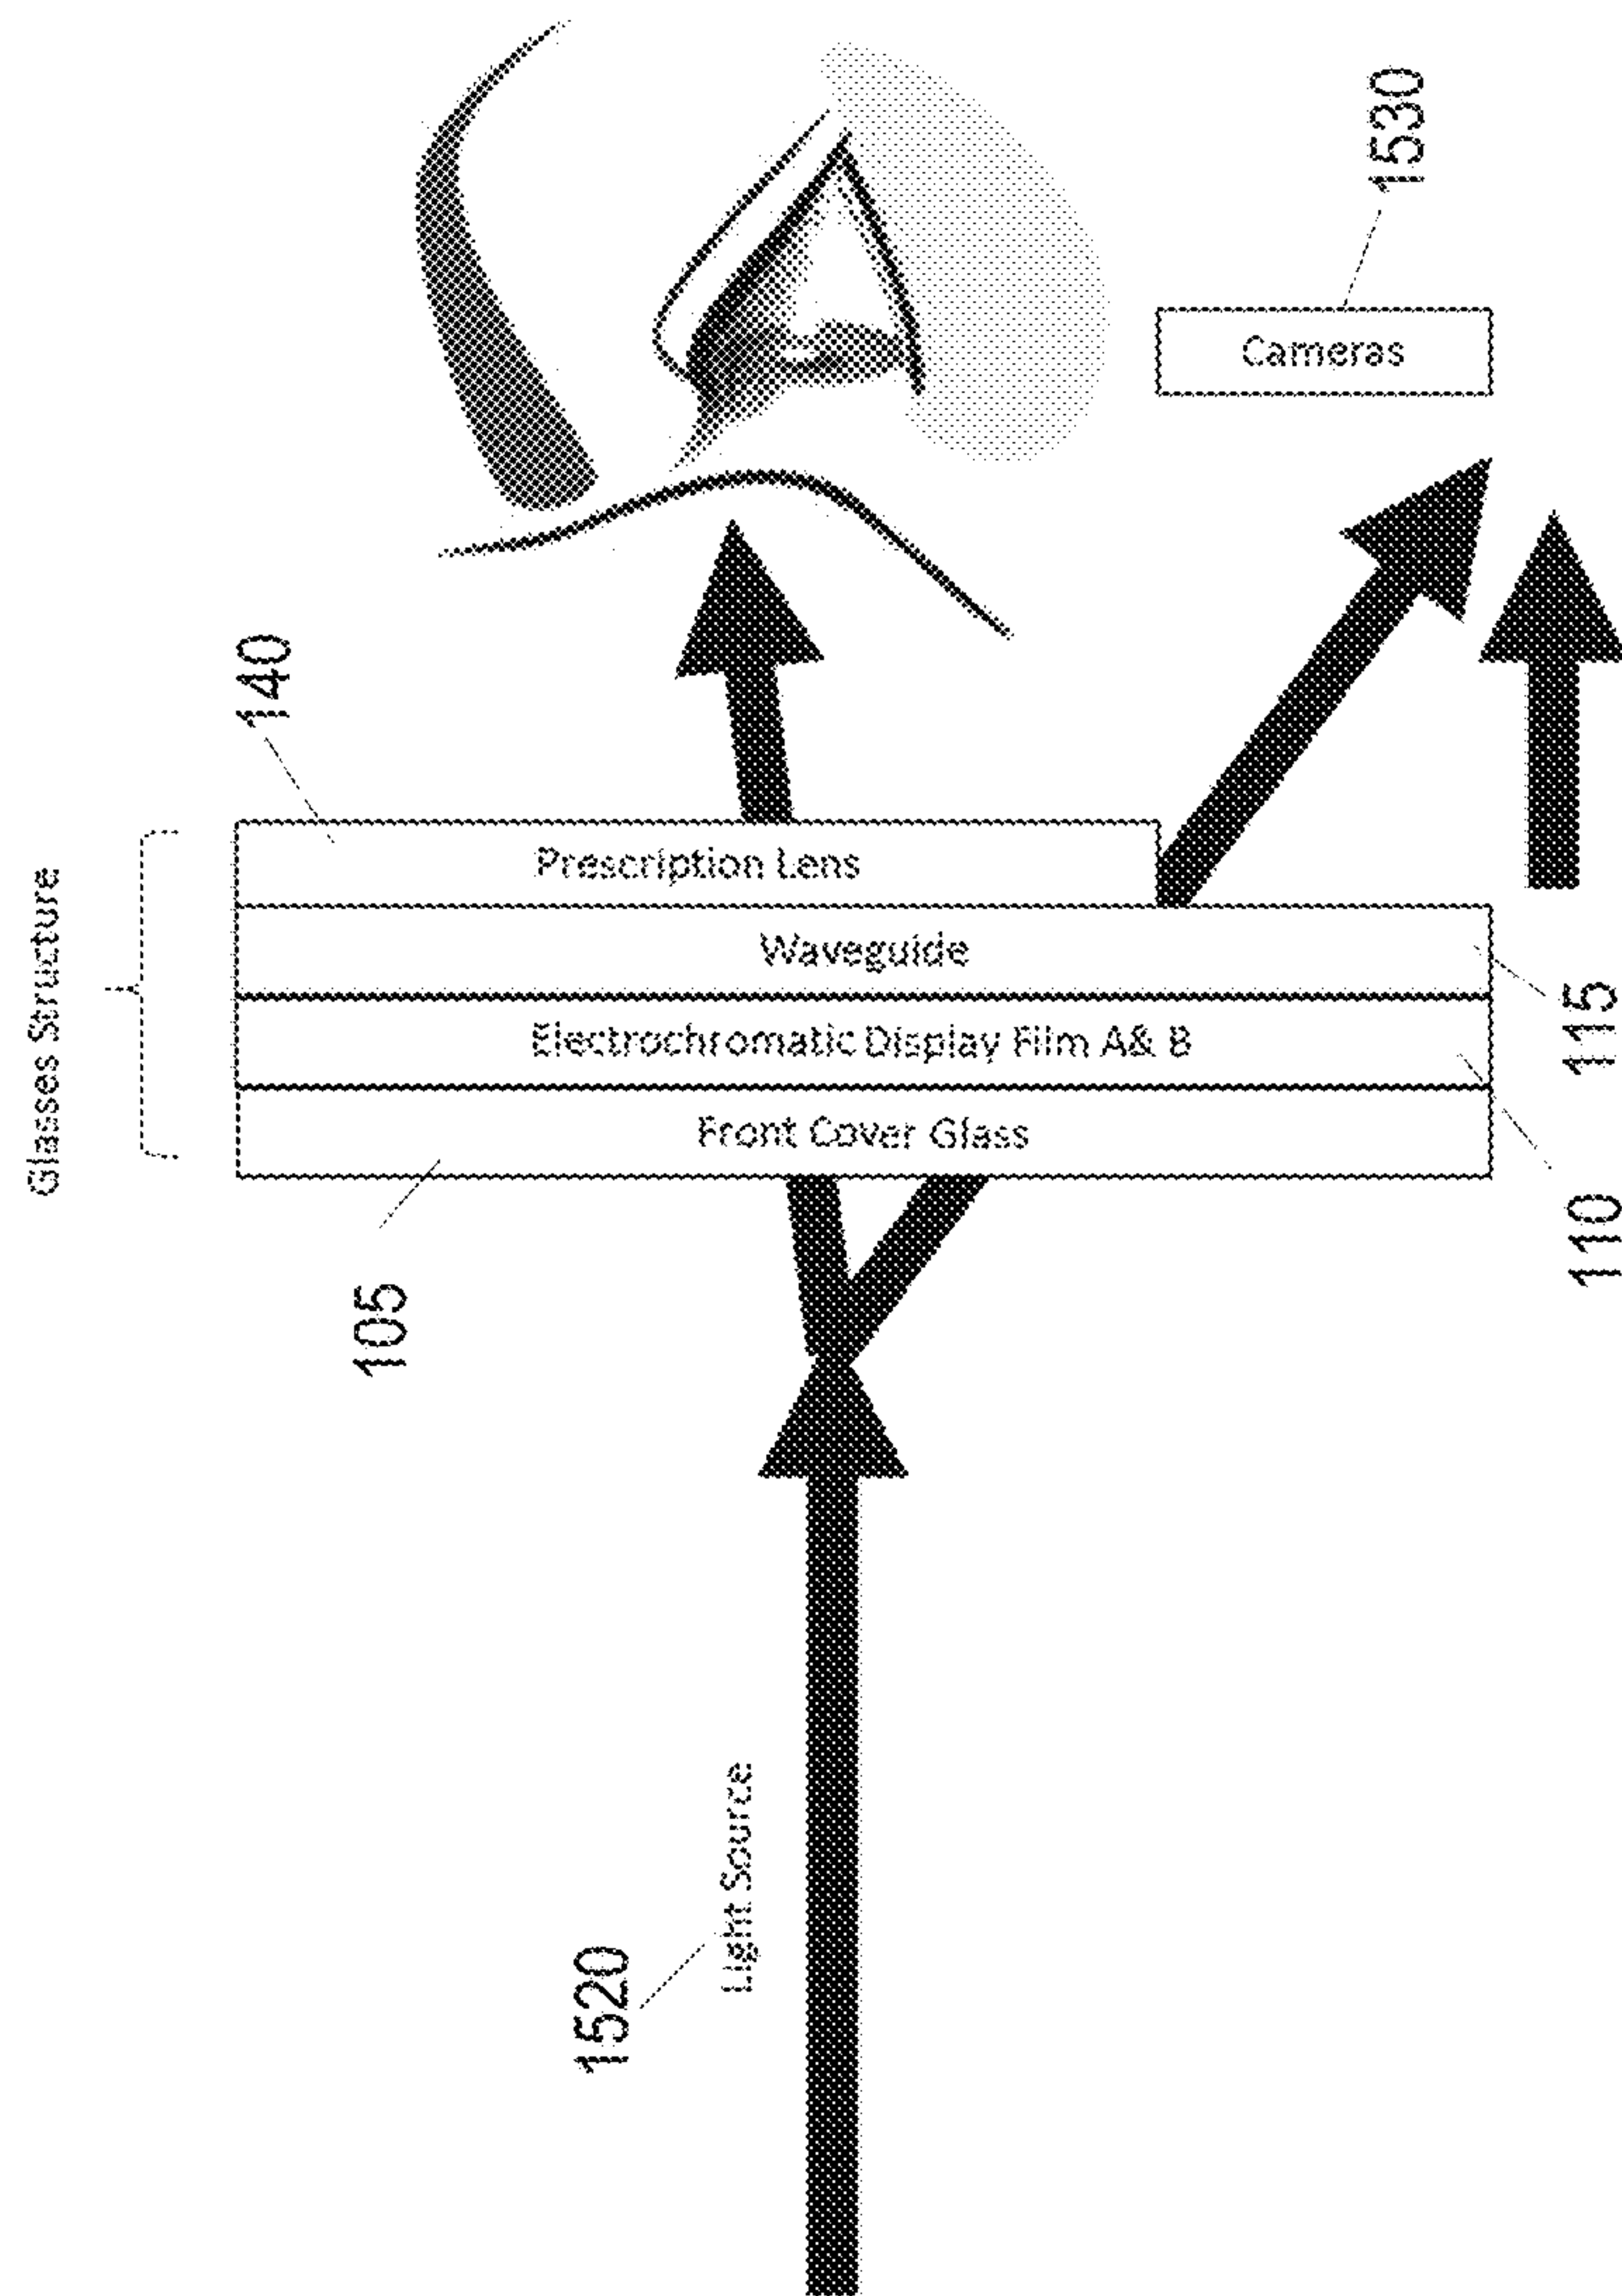 1530
Cameras
140
Glasses Structure
Prescription Lens
Waveguide
115
Electrochromatic Display Film A& B
110
Front Cover Glass
105
Light Source
1520